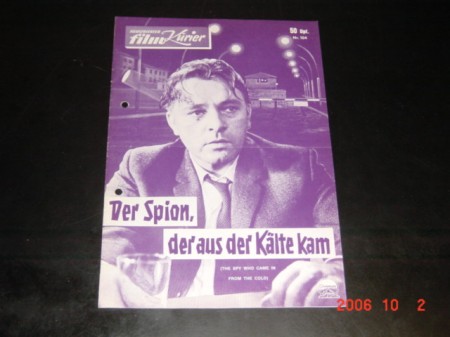 film Kurier
Der Spion,
der aus der Kälte kam
(THE SPY WHO CAME IN
FROM THE COLD)
2006 10 2